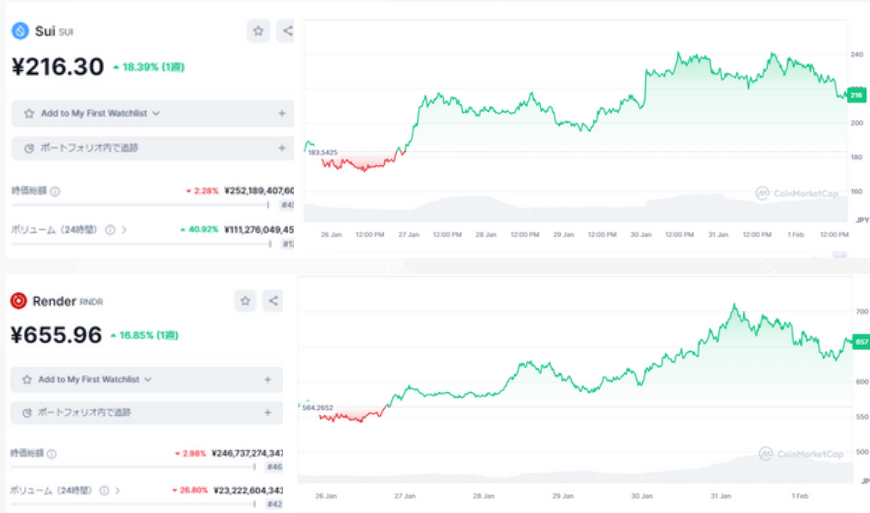 Sui SUI
¥216.30 18.39% (1週)
Add to My First Watchlist
ポートフォリオ内で追跡
時価総額 2.28% ¥252,189,407,60
ボリューム（24時間） 40.92% ¥111,276,049,45
240
216
200
180
160
JPY
183.5425
CoinMarketCap
26 Jan 12:00 PM 27 Jan 12:00 PM 28 Jan 12:00 PM 29 Jan 12:00 PM 30 Jan 12:00 PM 31 Jan 12:00 PM 1 Feb 12:00 PM
Render RNDR
¥655.96 16.85% (1週)
Add to My First Watchlist
ポートフォリオ内で追跡
時価総額 2.98% ¥246,737,274,347
#46
ボリューム（24時間） 26.80% ¥23,222,604,343
#42
700
657
600
550
500
564.2652
CoinMarketCap
26 Jan 27 Jan 28 Jan 29 Jan 30 Jan 31 Jan 1 Feb